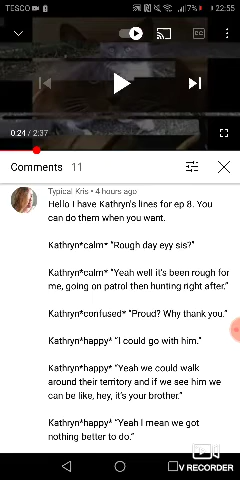 TESCO
17%
22:55
CC
0:24 / 2:37
Comments 11
Typical Kris • 4 hours ago
Hello I have Kathryn's lines for ep 8. You
can do them when you want.
Kathryn*calm* "Rough day eyy sis?"
Kathryn*calm* "Yeah well it's been rough for
me, going on patrol then hunting right after."
Kathryn*confused* "Proud? Why thank you."
Kathryn*happy* "I could go with him."
Kathryn*happy* "Yeah we could walk
around their territory and if we see him we
can be like, hey, it's your brother."
Kathryn*happy* "Yeah I mean we got
nothing better to do."
V RECORDER